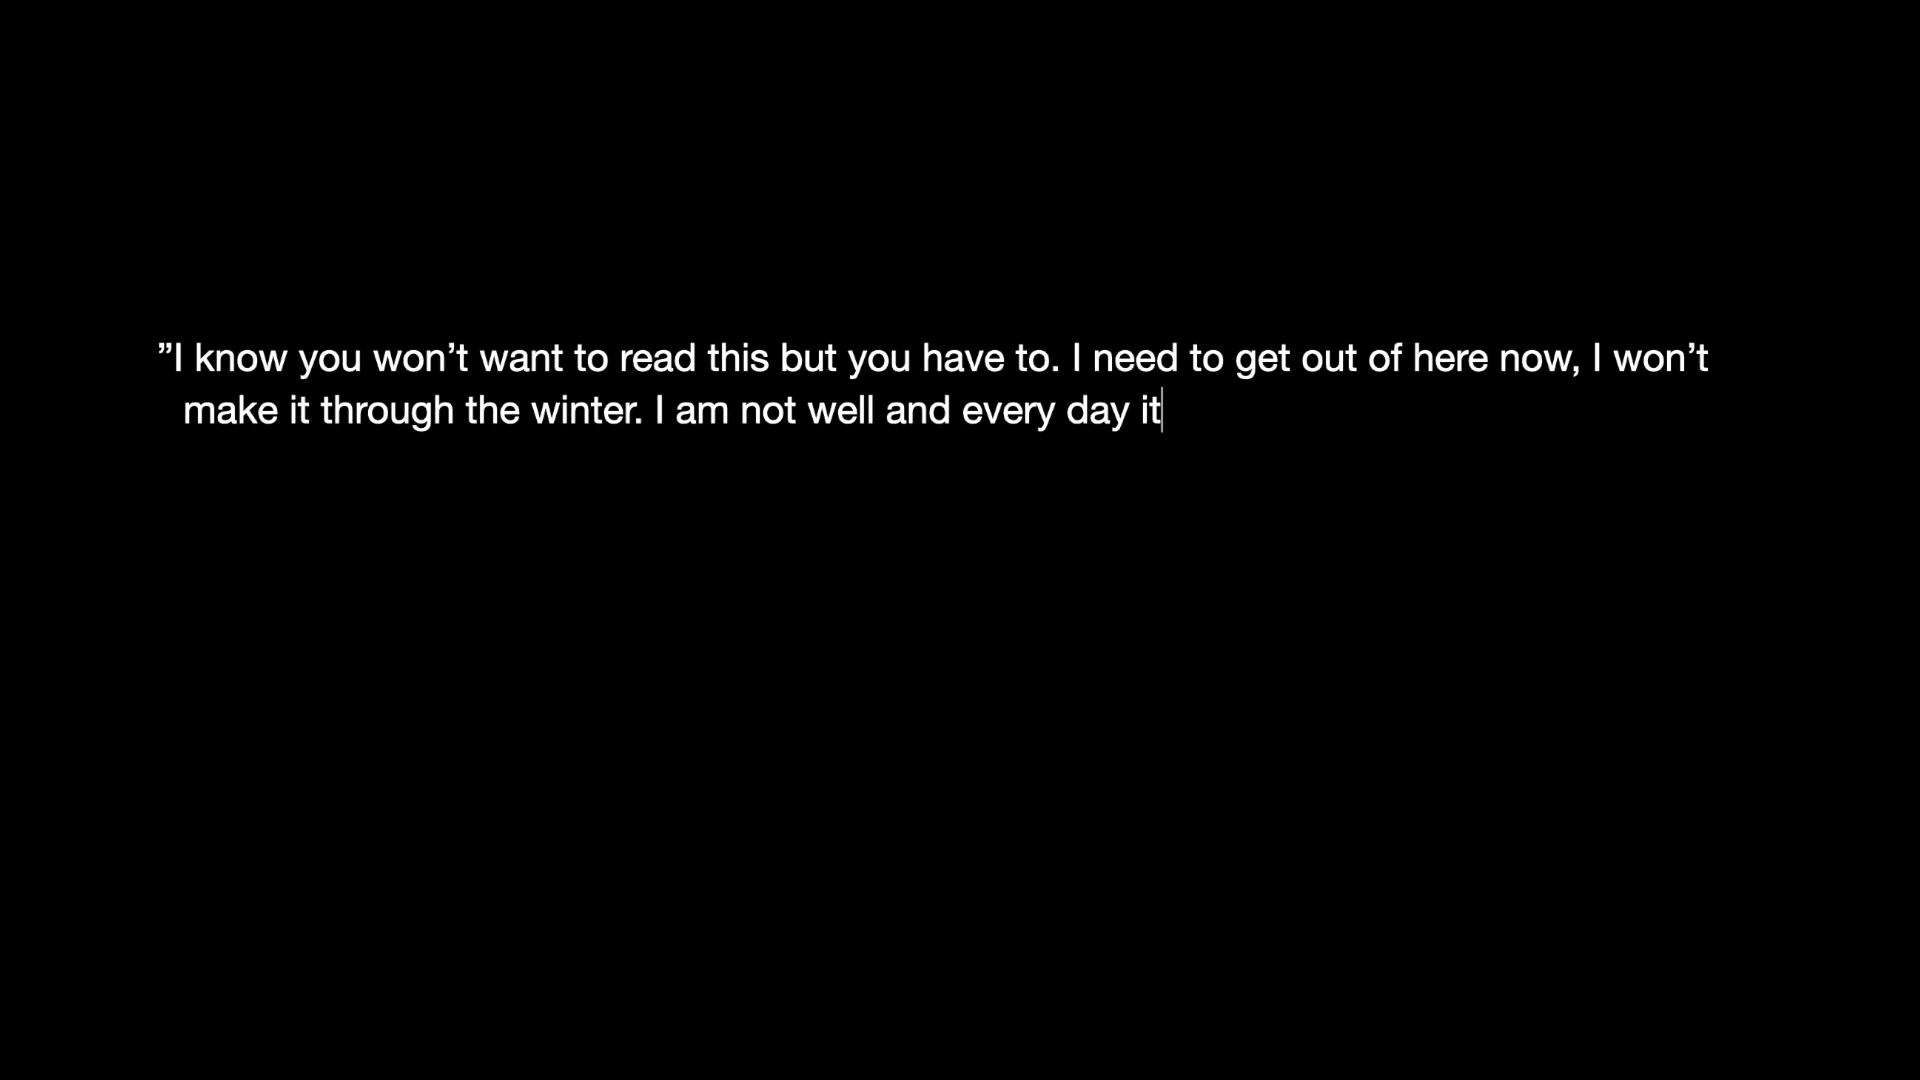 ”I know you won’t want to read this but you have to. I need to get out of here now, I won’t
make it through the winter. I am not well and every day it